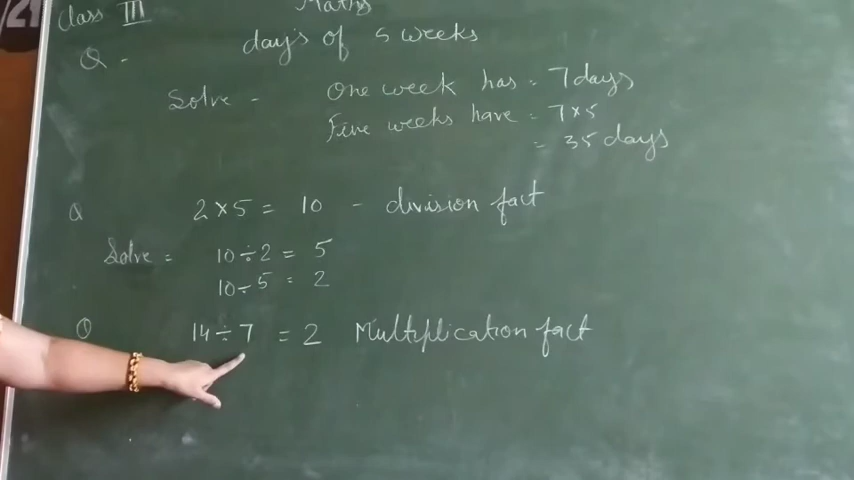 /21
Class III
Maths
Q. days of 5 weeks
Solve - One week has = 7 days
Five weeks have = 7×5
= 35 days
Q 2×5 = 10 - division fact
Solve = 10÷2 = 5
10÷5 = 2
Q 14÷7 = 2 Multiplication fact